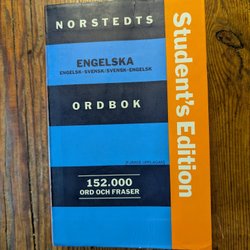 NORSTEDTS
ENGELSKA
ENGELSK-SVENSK/SVENSK-ENGELSK
ORDBOK
152.000
ORD OCH FRASER
Student's Edition